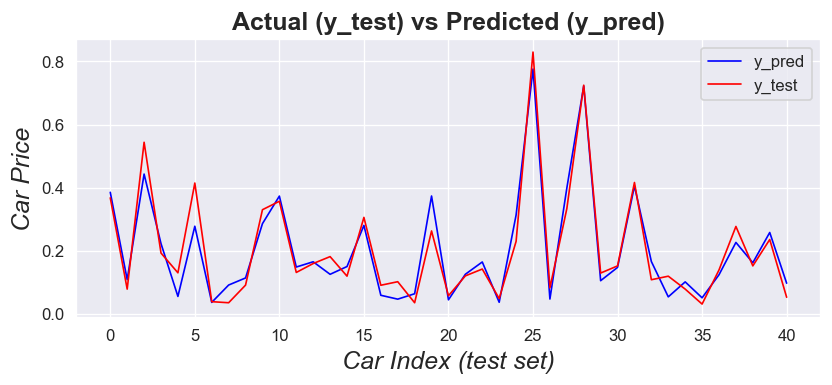 Actual (y_test) vs Predicted (y_pred)
y_pred
y_test
Car Price
0.8
0.6
0.4
0.2
0.0
0 5 10 15 20 25 30 35 40
Car Index (test set)